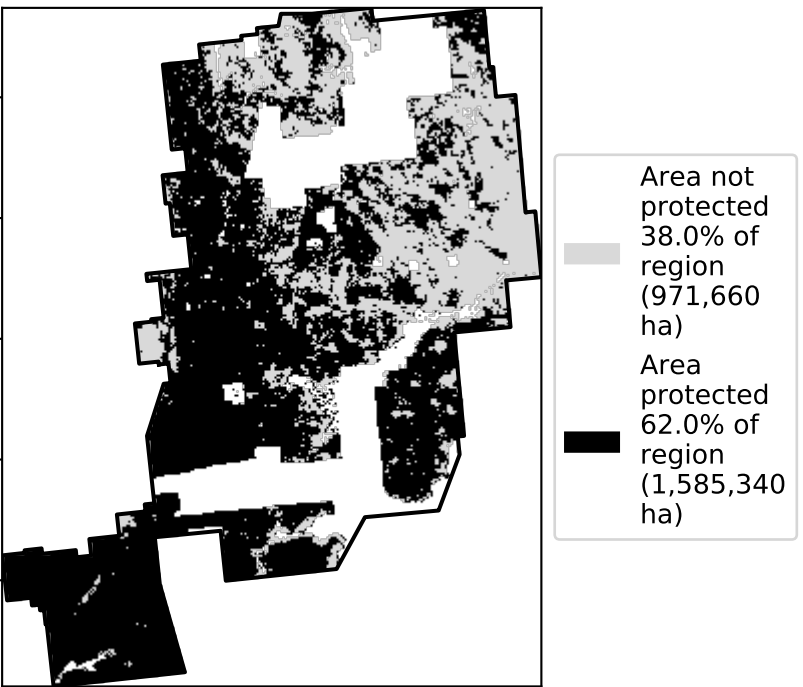 Area not
protected
38.0% of
region
(971,660
ha)
Area
protected
62.0% of
region
(1,585,340
ha)